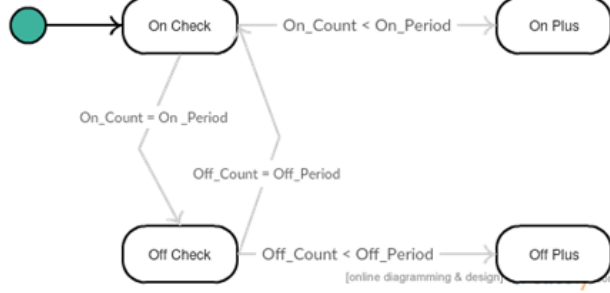 On Check
On_Count < On_Period
On Plus
On_Count = On _Period
Off_Count = Off_Period
Off Check
Off_Count < Off_Period
Off Plus
[online diagramming & design]